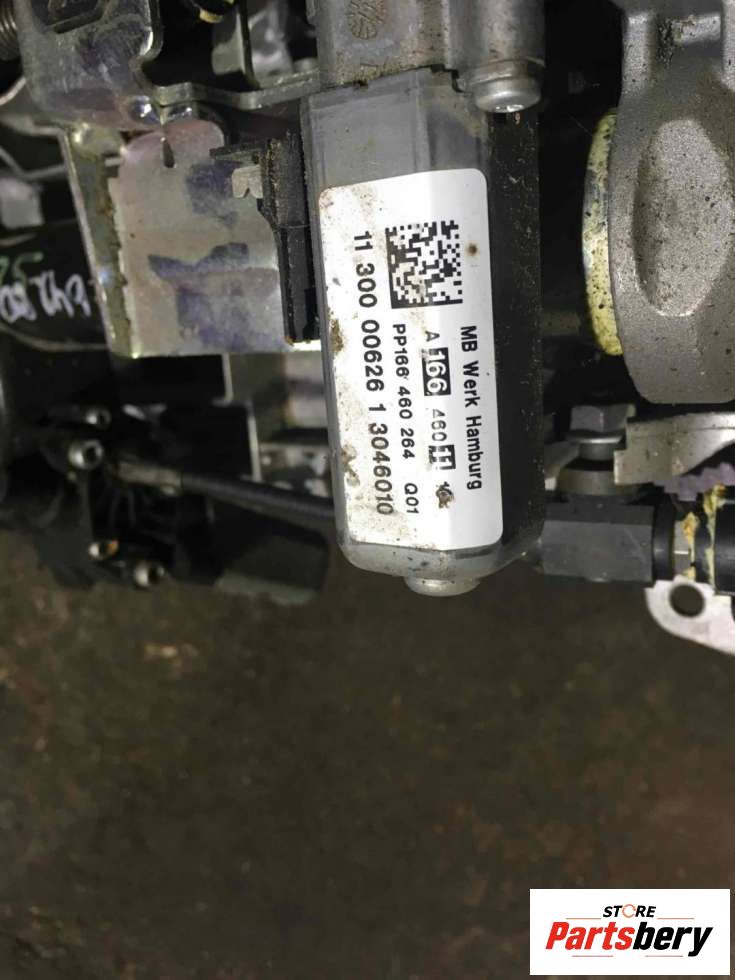 MB Werk Hamburg
A 166 460 11 16
PP166 460 264 Q01
11 300 00626 1 3046010
STORE
Partsbery